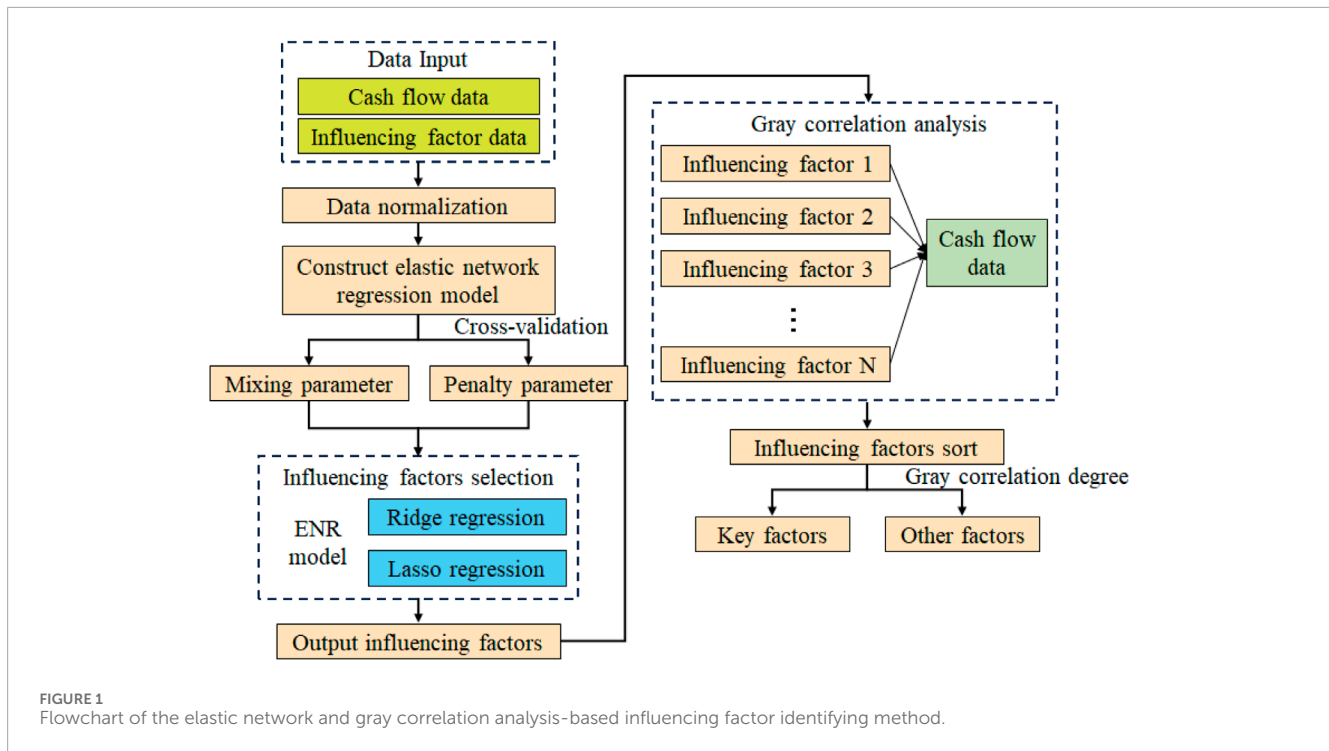 Data Input
Cash flow data
Influencing factor data
Data normalization
Construct elastic network
regression model
Cross-validation
Mixing parameter
Penalty parameter
Influencing factors selection
ENR
model
Ridge regression
Lasso regression
Output influencing factors
Gray correlation analysis
Influencing factor 1
Influencing factor 2
Influencing factor 3
⋮
Influencing factor N
Cash flow
data
Influencing factors sort
Gray correlation degree
Key factors
Other factors
FIGURE 1
Flowchart of the elastic network and gray correlation analysis-based influencing factor identifying method.